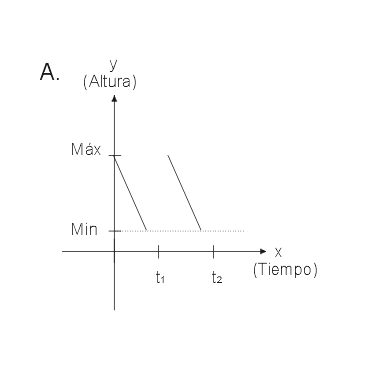 A.
y
(Altura)
Máx
Min
x
(Tiempo)
t₁
t₂